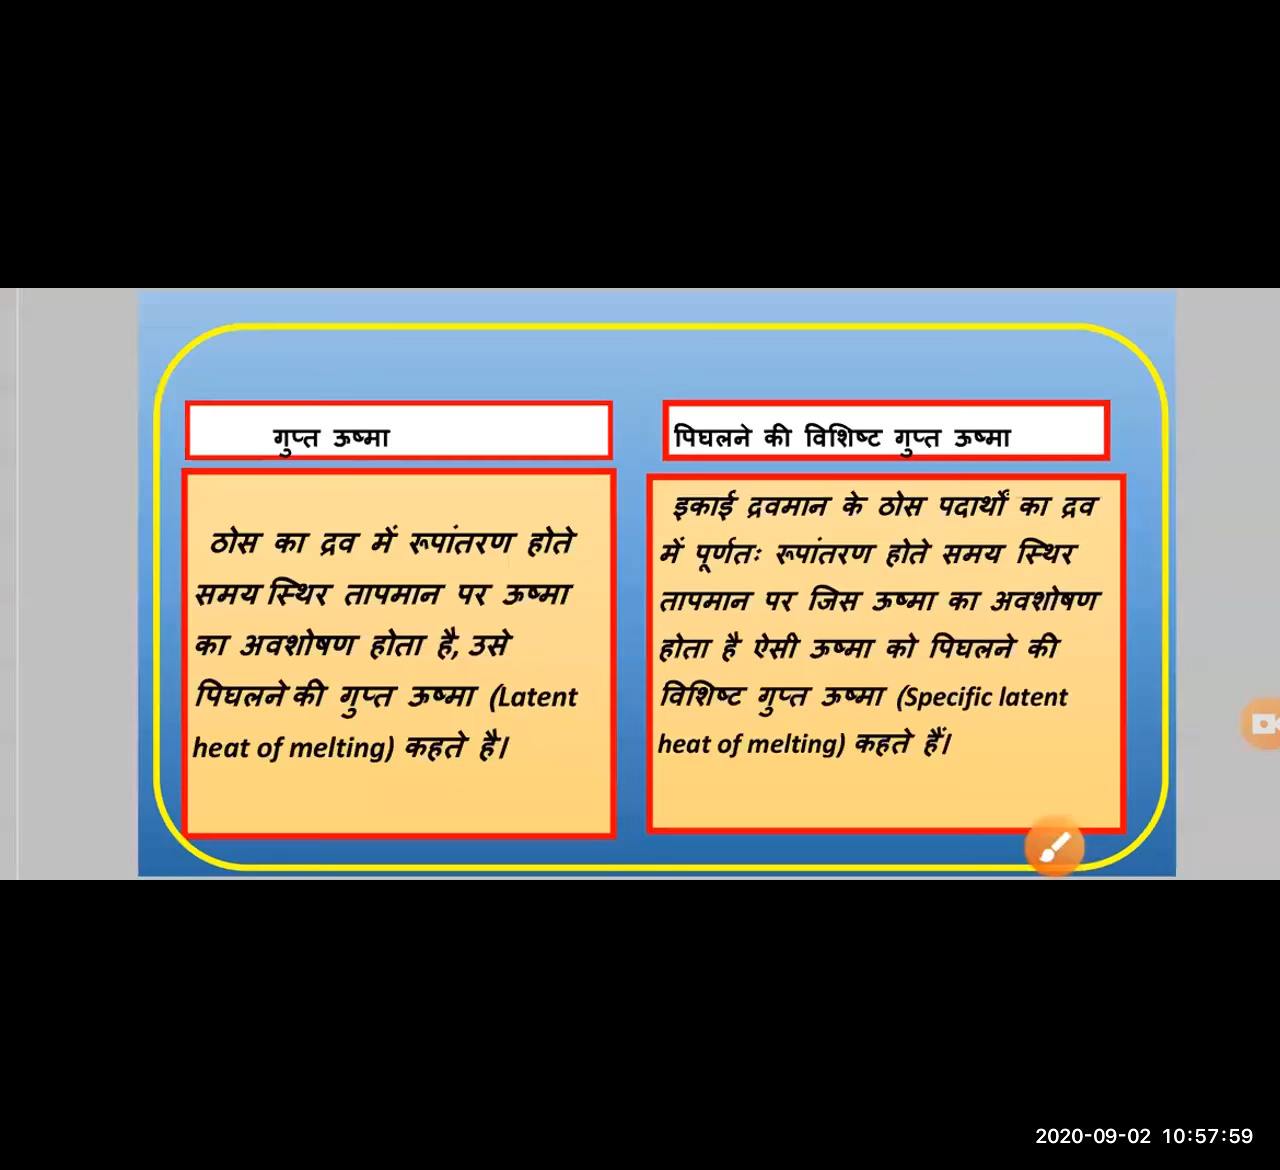 गुप्त ऊष्मा
ठोस का द्रव में रूपांतरण होते
समय स्थिर तापमान पर ऊष्मा
का अवशोषण होता है, उसे
पिघलने की गुप्त ऊष्मा (Latent
heat of melting) कहते है।
पिघलने की विशिष्ट गुप्त ऊष्मा
इकाई द्रवमान के ठोस पदार्थों का द्रव
में पूर्णतः रूपांतरण होते समय स्थिर
तापमान पर जिस ऊष्मा का अवशोषण
होता है ऐसी ऊष्मा को पिघलने की
विशिष्ट गुप्त ऊष्मा (Specific latent
heat of melting) कहते हैं।
2020-09-02 10:57:59